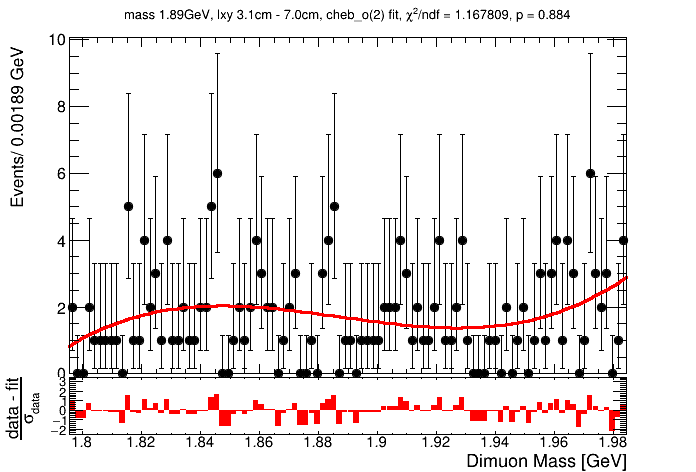 mass 1.89GeV, lxy 3.1cm - 7.0cm, cheb_o(2) fit, χ²/ndf = 1.167809, p = 0.884
Events/ 0.00189 GeV
10
8
6
4
2
0
data - fit
σdata
3
2
1
0
−1
−2
1.8 1.82 1.84 1.86 1.88 1.9 1.92 1.94 1.96 1.98
Dimuon Mass [GeV]